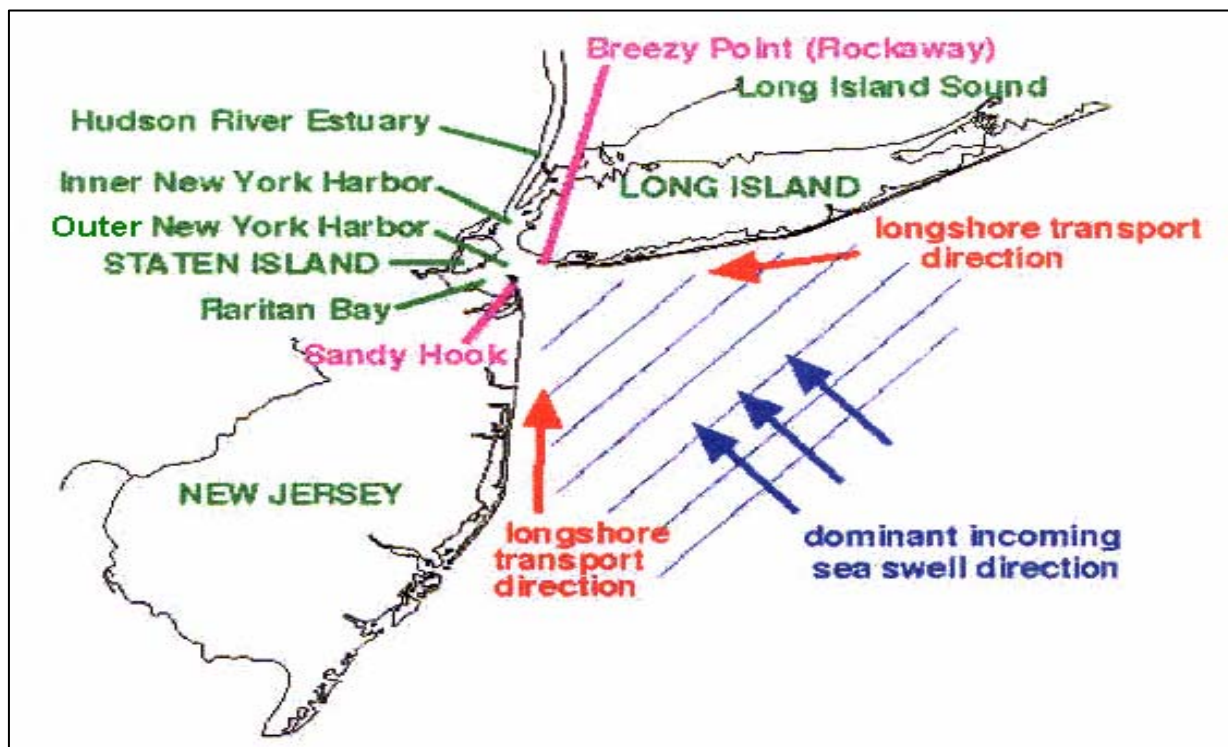 Breezy Point (Rockaway)
Long Island Sound
Hudson River Estuary
Inner New York Harbor
LONG ISLAND
Outer New York Harbor
longshore transport
direction
STATEN ISLAND
Raritan Bay
Sandy Hook
NEW JERSEY
longshore
transport
direction
dominant incoming
sea swell direction